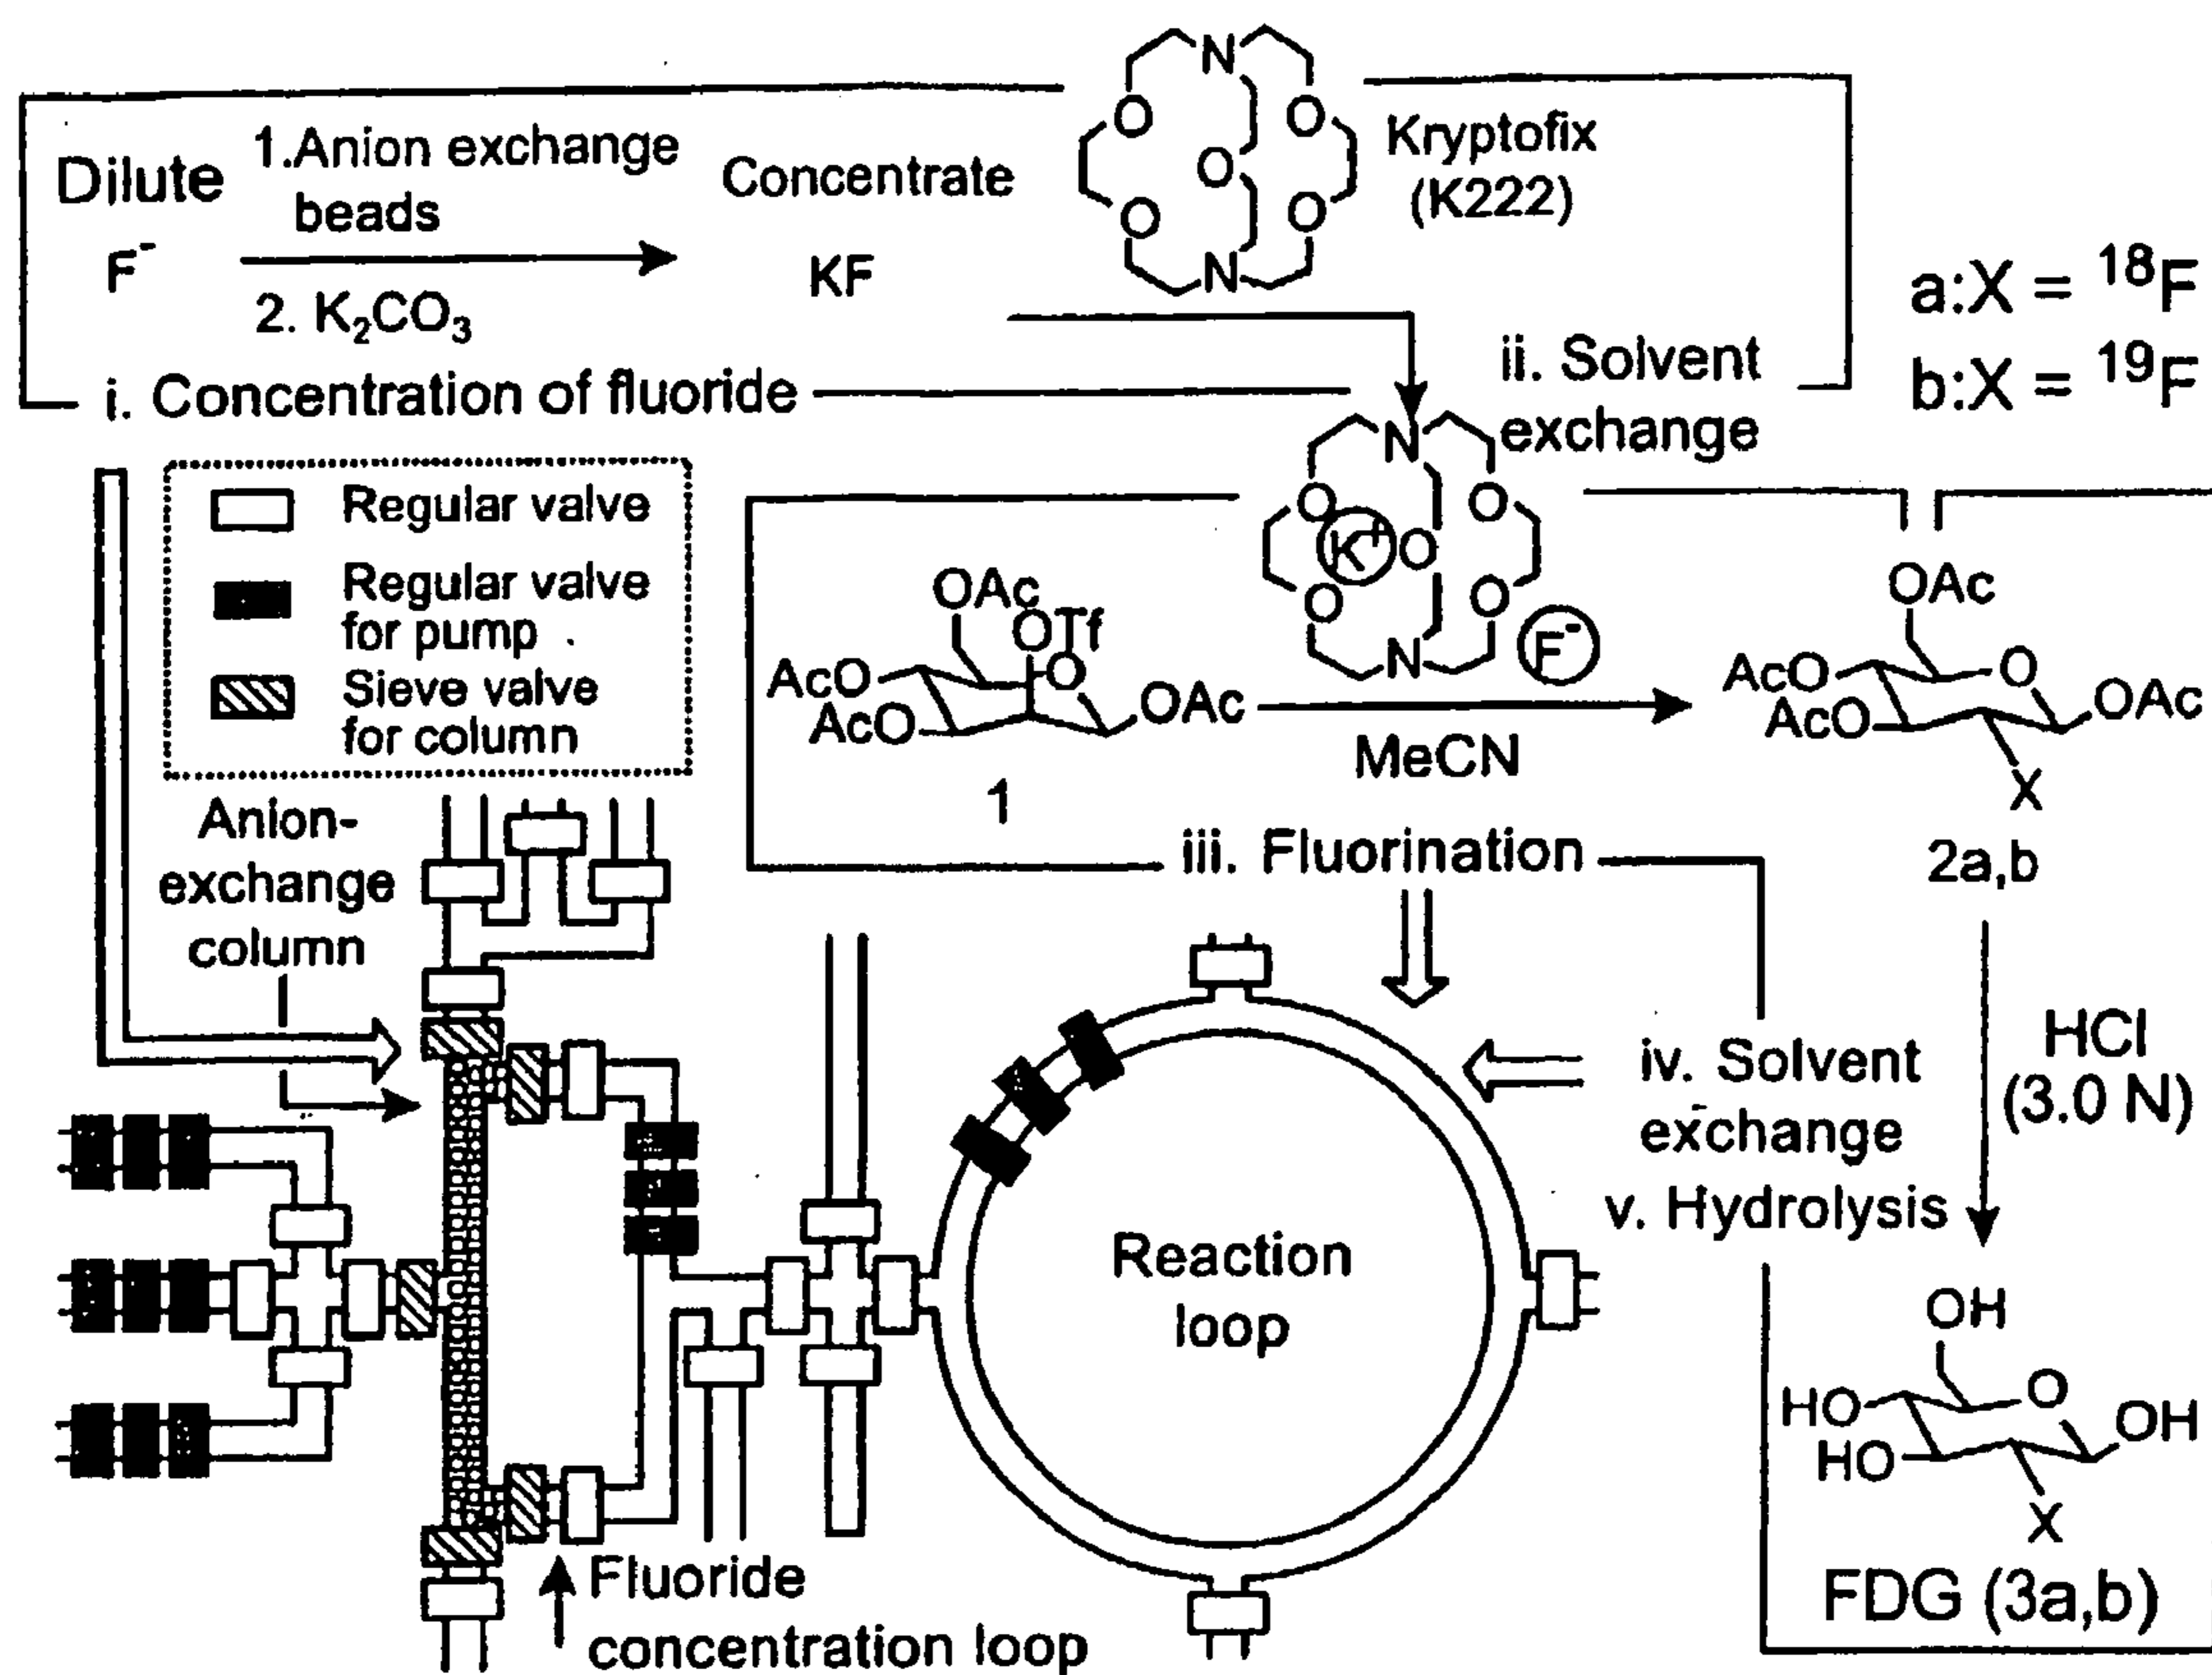 Dilute
F⁻
1.Anion exchange
beads
2. K₂CO₃
Concentrate
KF
N
O
O
O
O
O
N
Kryptofix
(K222)
a:X = ¹⁸F
b:X = ¹⁹F
i. Concentration of fluoride
ii. Solvent
exchange
Regular valve
Regular valve
for pump
Sieve valve
for column
N
O
O
K⁺
O
O
O
N
F⁻
OAc
OTf
O
AcO
AcO
OAc
1
MeCN
OAc
AcO
O
AcO
OAc
X
2a,b
iii. Fluorination
Anion-
exchange
column
HCl
(3.0 N)
iv. Solvent
exchange
v. Hydrolysis
Reaction
loop
OH
HO
O
HO
OH
X
FDG (3a,b)
Fluoride
concentration loop